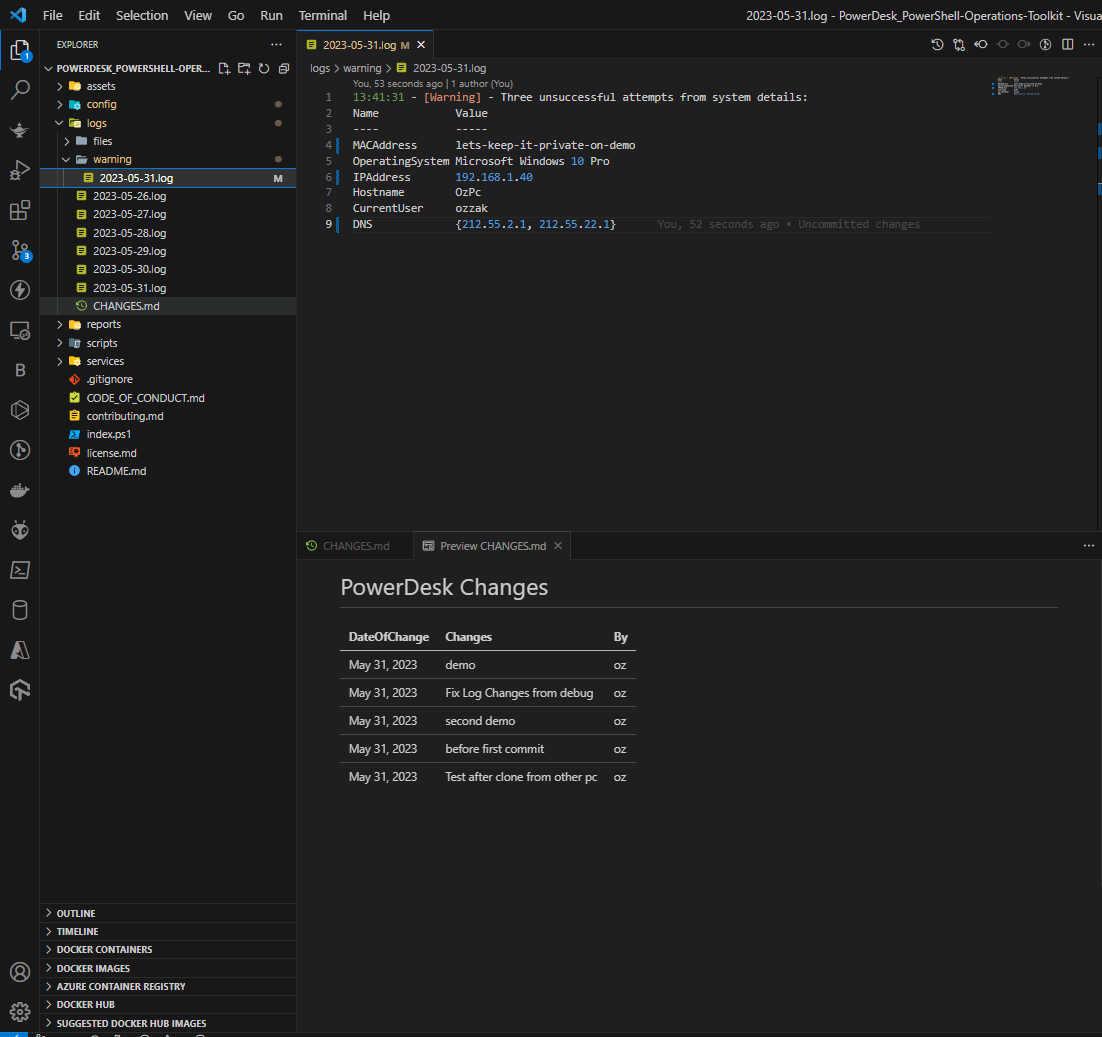 File Edit Selection View Go Run Terminal Help 2023-05-31.log - PowerDesk_PowerShell-Operations-Toolkit - Visua
EXPLORER
POWERDESK_POWERSHELL-OPER...
assets
config
logs
files
warning
2023-05-31.log M
2023-05-26.log
2023-05-27.log
2023-05-28.log
2023-05-29.log
2023-05-30.log
2023-05-31.log
CHANGES.md
reports
scripts
services
.gitignore
CODE_OF_CONDUCT.md
contributing.md
index.ps1
license.md
README.md
OUTLINE
TIMELINE
DOCKER CONTAINERS
DOCKER IMAGES
AZURE CONTAINER REGISTRY
DOCKER HUB
SUGGESTED DOCKER HUB IMAGES
1
3
B
2023-05-31.log M
logs > warning > 2023-05-31.log
You, 53 seconds ago | 1 author (You)
1 13:41:31 - [Warning] - Three unsuccessful attempts from system details:
2 Name Value
3 ---- -----
4 MACAddress lets-keep-it-private-on-demo
5 OperatingSystem Microsoft Windows 10 Pro
6 IPAddress 192.168.1.40
7 Hostname OzPc
8 CurrentUser ozzak
9 DNS {212.55.2.1, 212.55.22.1} You, 52 seconds ago • Uncommitted changes
CHANGES.md Preview CHANGES.md
PowerDesk Changes
DateOfChange Changes By
May 31, 2023 demo oz
May 31, 2023 Fix Log Changes from debug oz
May 31, 2023 second demo oz
May 31, 2023 before first commit oz
May 31, 2023 Test after clone from other pc oz